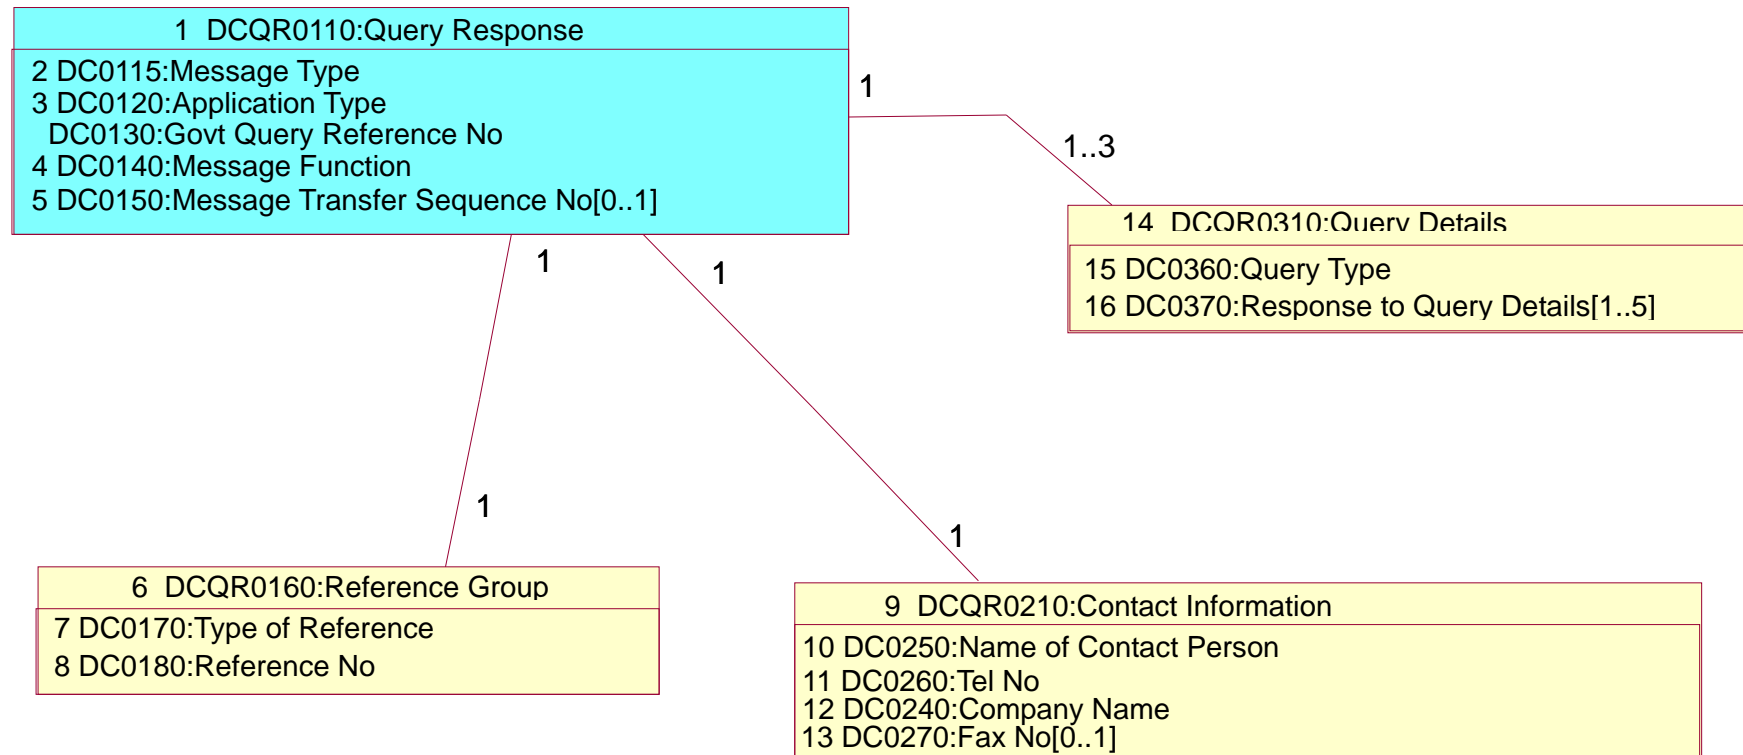 1 DCQR0110:Query Response
2 DC0115:Message Type
3 DC0120:Application Type
DC0130:Govt Query Reference No
4 DC0140:Message Function
5 DC0150:Message Transfer Sequence No[0..1]
1
1..3
14 DCQR0310:Query Details
15 DC0360:Query Type
16 DC0370:Response to Query Details[1..5]
1
1
1
1
6 DCQR0160:Reference Group
7 DC0170:Type of Reference
8 DC0180:Reference No
9 DCQR0210:Contact Information
10 DC0250:Name of Contact Person
11 DC0260:Tel No
12 DC0240:Company Name
13 DC0270:Fax No[0..1]